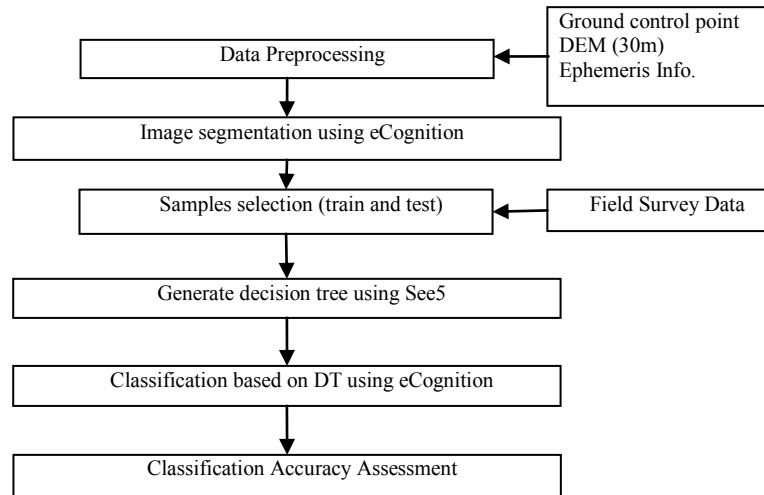 Ground control point
DEM (30m)
Ephemeris Info.
Data Preprocessing
Image segmentation using eCognition
Samples selection (train and test)
Field Survey Data
Generate decision tree using See5
Classification based on DT using eCognition
Classification Accuracy Assessment